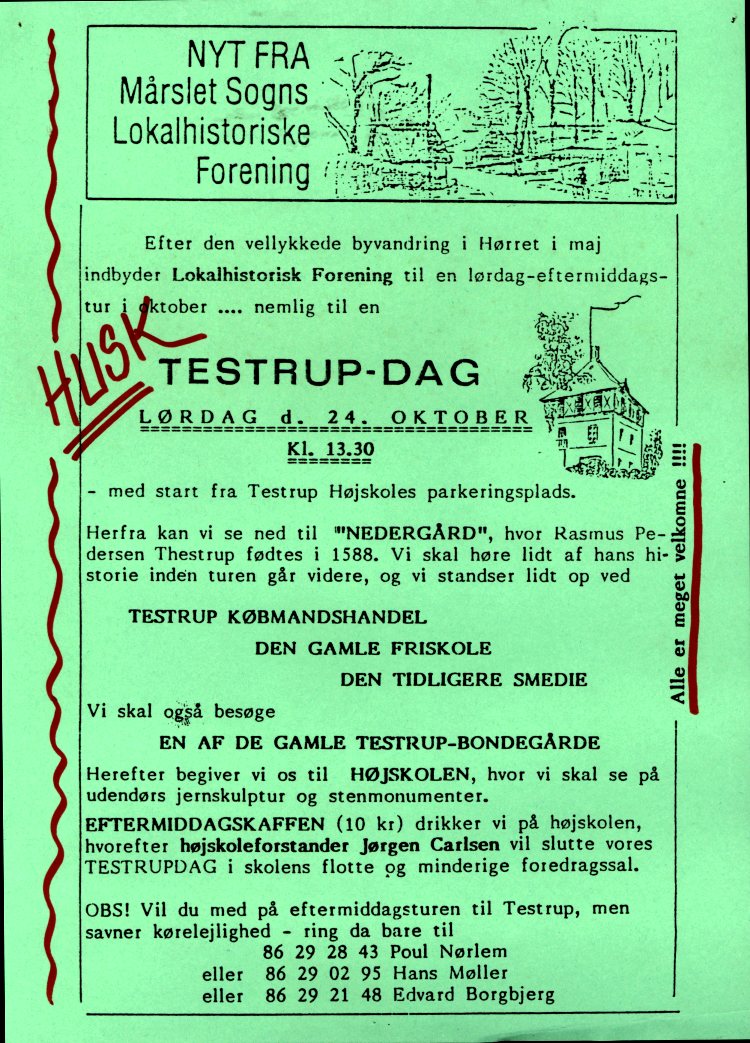 NYT FRA
Mårslet Sogns
Lokalhistoriske
Forening
Efter den vellykkede byvandring i Hørret i maj
indbyder Lokalhistorisk Forening til en lørdag-eftermiddags-
tur i oktober .... nemlig til en
HUSK
TESTRUP-DAG
LØRDAG d. 24. OKTOBER
Kl. 13.30
- med start fra Testrup Højskoles parkeringsplads.
Herfra kan vi se ned til "'NEDERGÅRD", hvor Rasmus Pe-
dersen Thestrup fødtes i 1588. Vi skal høre lidt af hans hi-
storie inden turen går videre, og vi standser lidt op ved
TESTRUP KØBMANDSHANDEL
DEN GAMLE FRISKOLE
DEN TIDLIGERE SMEDIE
Vi skal også besøge
EN AF DE GAMLE TESTRUP-BONDEGÅRDE
Herefter begiver vi os til HØJSKOLEN, hvor vi skal se på
udendørs jernskulptur og stenmonumenter.
EFTERMIDDAGSKAFFEN (10 kr) drikker vi på højskolen,
hvorefter højskoleforstander Jørgen Carlsen vil slutte vores
TESTRUPDAG i skolens flotte og minderige foredragssal.
OBS! Vil du med på eftermiddagsturen til Testrup, men
savner kørelejlighed - ring da bare til
86 29 28 43 Poul Nørlem
eller 86 29 02 95 Hans Møller
eller 86 29 21 48 Edvard Borgbjerg
Alle er meget velkomne !!!!